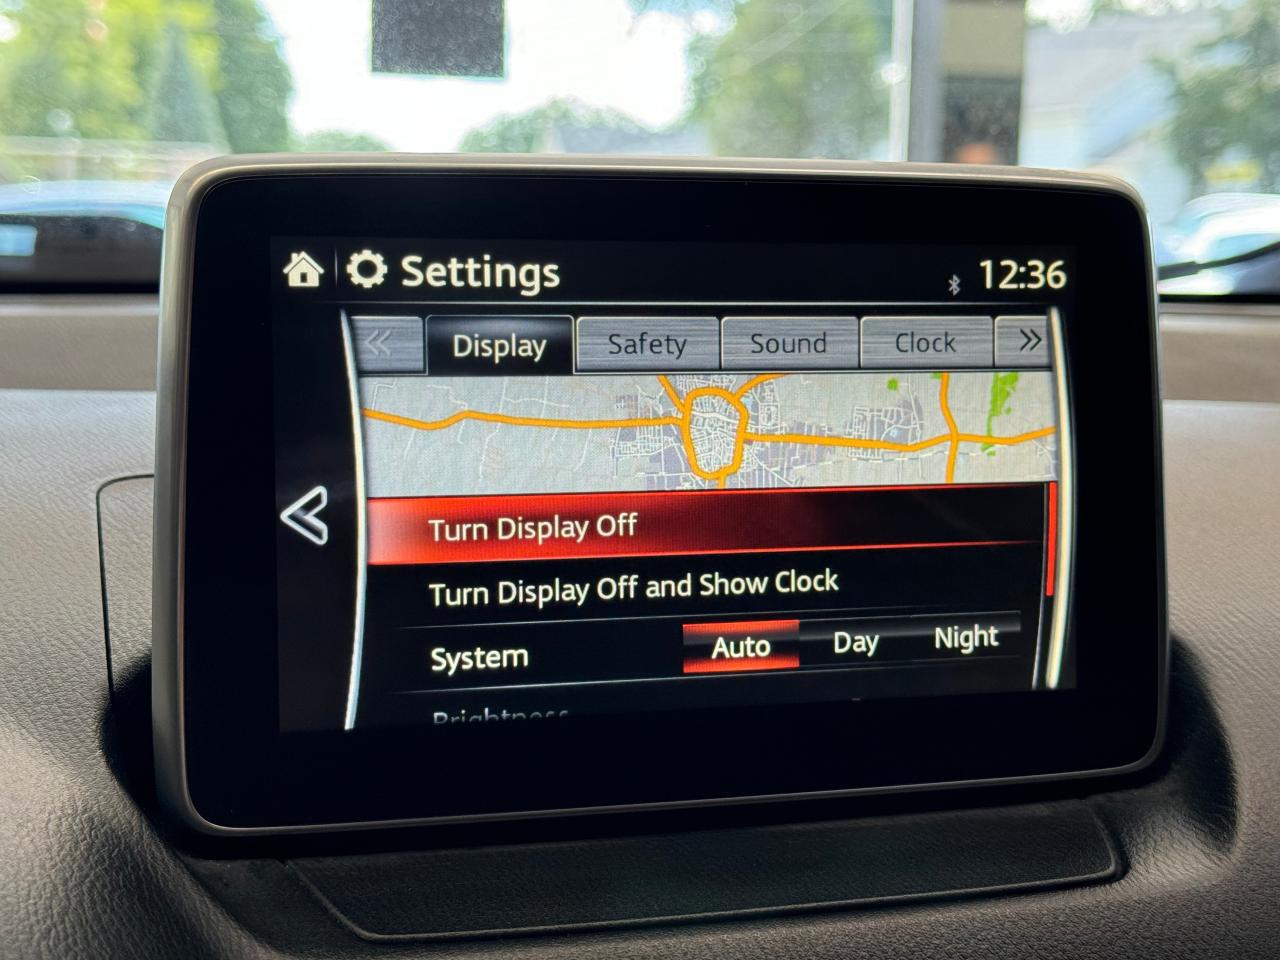 Settings 12:36
Display Safety Sound Clock
Turn Display Off
Turn Display Off and Show Clock
System Auto Day Night
Brightness